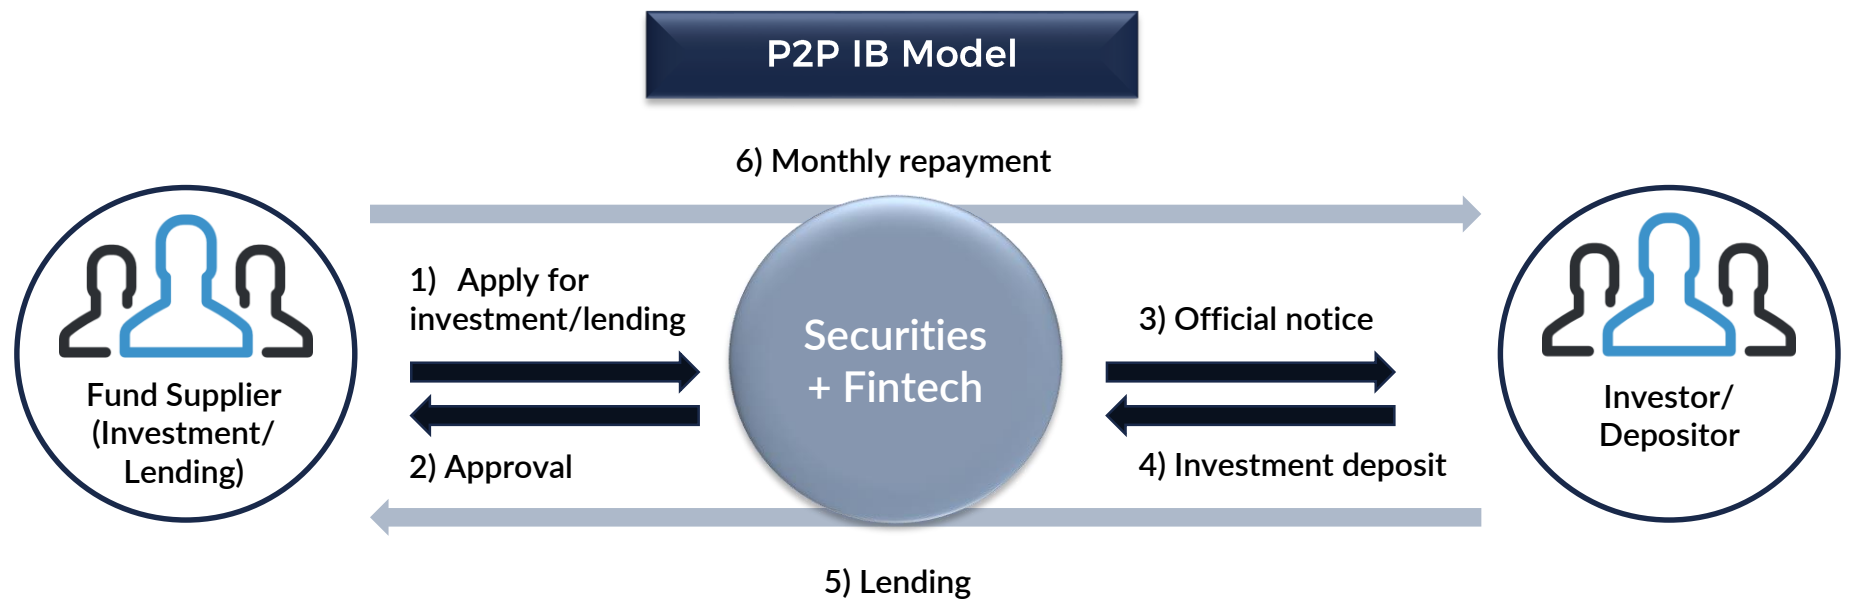 P2P IB Model
6) Monthly repayment
1) Apply for
investment/lending
2) Approval
Fund Supplier
(Investment/
Lending)
Securities
+ Fintech
3) Official notice
4) Investment deposit
Investor/
Depositor
5) Lending